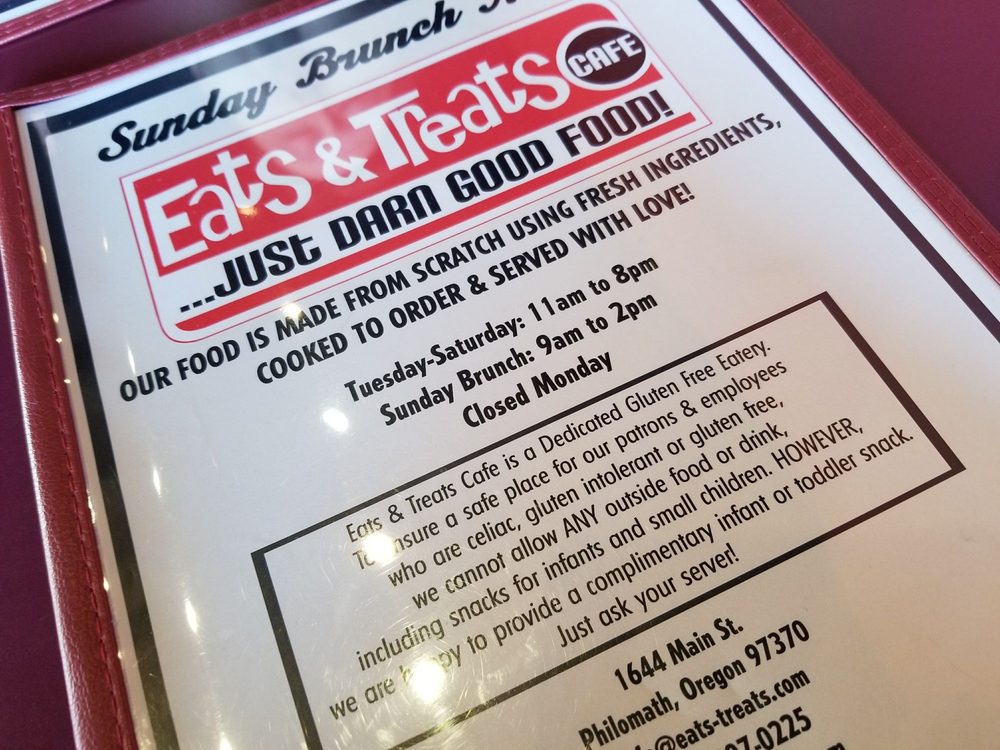 Sunday Brunch
Eats & Treats
CAFE
...JUST DARN GOOD FOOD!
OUR FOOD IS MADE FROM SCRATCH USING FRESH INGREDIENTS,
COOKED TO ORDER & SERVED WITH LOVE!
Tuesday-Saturday: 11am to 8pm
Sunday Brunch: 9am to 2pm
Closed Monday
Eats & Treats Cafe is a Dedicated Gluten Free Eatery.
To ensure a safe place for our patrons & employees
who are celiac, gluten intolerant or gluten free,
we cannot allow ANY outside food or drink,
including snacks for infants and small children. HOWEVER,
we are happy to provide a complimentary infant or toddler snack.
Just ask your server!
1644 Main St.
Philomath, Oregon 97370
@eats-treats.com
7-0225